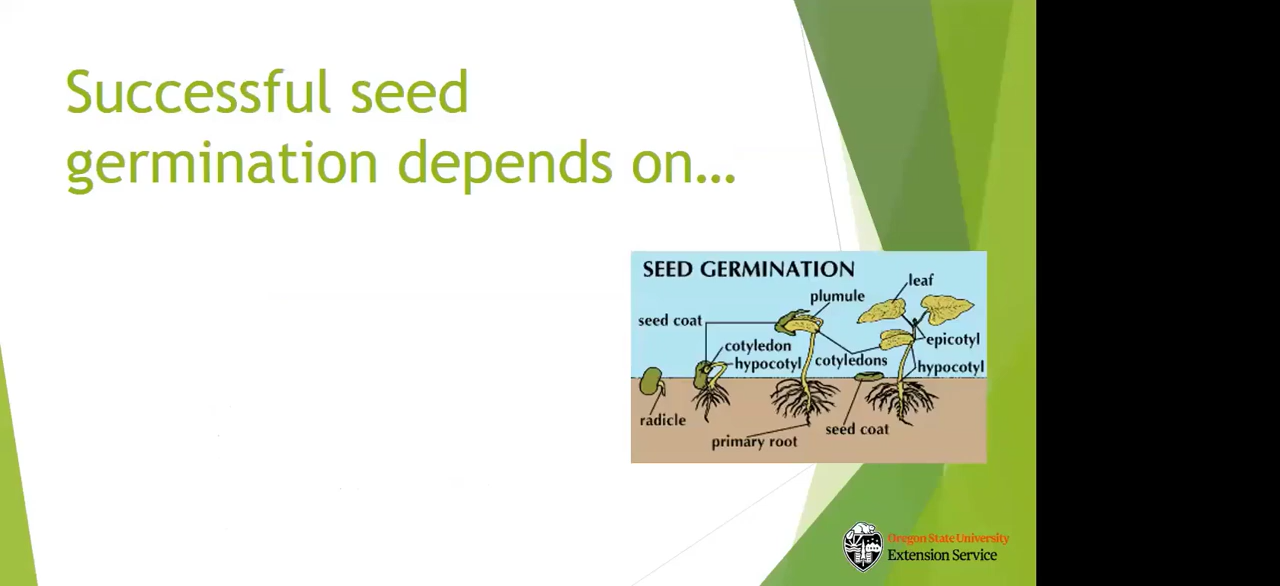 Successful seed
germination depends on…
SEED GERMINATION
leaf
plumule
seed coat
epicotyl
cotyledon
hypocotyl
cotyledons
hypocotyl
radicle
seed coat
primary root
Oregon State University
Extension Service